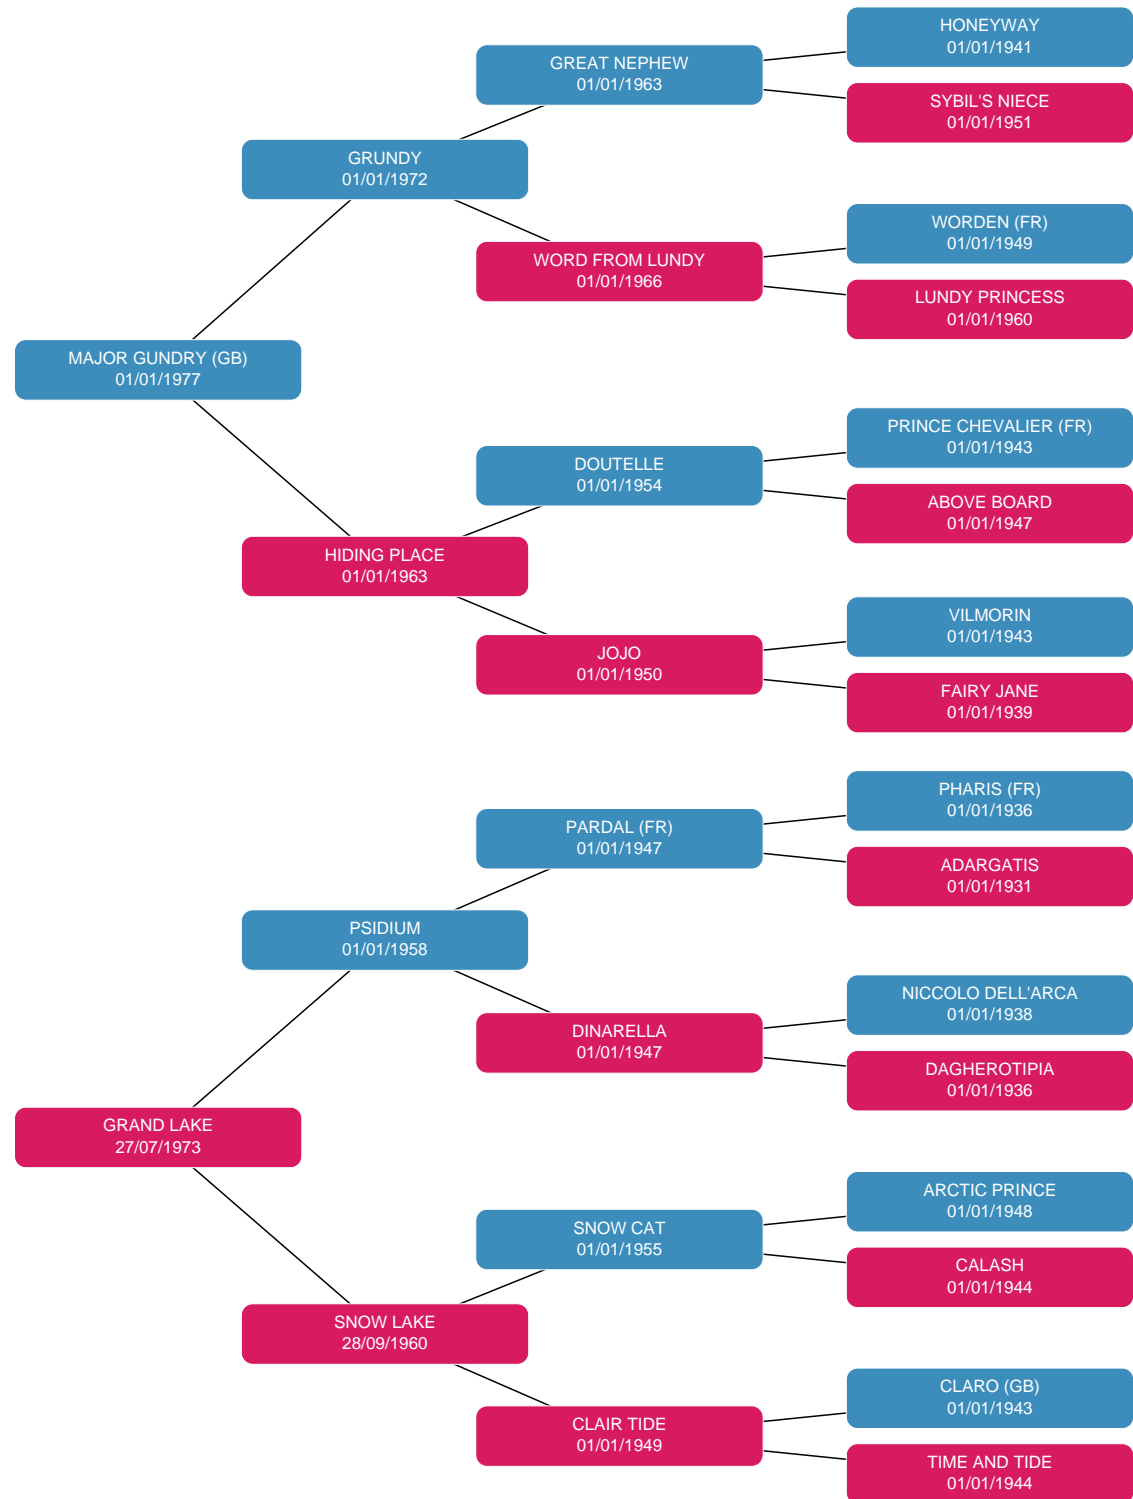 HONEYWAY
01/01/1941
GREAT NEPHEW
01/01/1963
SYBIL'S NIECE
01/01/1951
GRUNDY
01/01/1972
WORDEN (FR)
01/01/1949
WORD FROM LUNDY
01/01/1966
LUNDY PRINCESS
01/01/1960
MAJOR GUNDRY (GB)
01/01/1977
PRINCE CHEVALIER (FR)
01/01/1943
DOUTELLE
01/01/1954
ABOVE BOARD
01/01/1947
HIDING PLACE
01/01/1963
VILMORIN
01/01/1943
JOJO
01/01/1950
FAIRY JANE
01/01/1939
PHARIS (FR)
01/01/1936
PARDAL (FR)
01/01/1947
ADARGATIS
01/01/1931
PSIDIUM
01/01/1958
NICCOLO DELL'ARCA
01/01/1938
DINARELLA
01/01/1947
DAGHEROTIPIA
01/01/1936
GRAND LAKE
27/07/1973
ARCTIC PRINCE
01/01/1948
SNOW CAT
01/01/1955
CALASH
01/01/1944
SNOW LAKE
28/09/1960
CLARO (GB)
01/01/1943
CLAIR TIDE
01/01/1949
TIME AND TIDE
01/01/1944